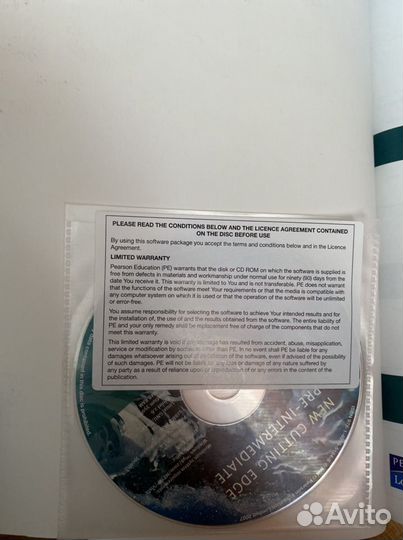 PLEASE READ THE CONDITIONS BELOW AND THE LICENCE AGREEMENT CONTAINED
ON THE DISC BEFORE USE
By using this software package you accept the terms and conditions below and in the Licence
Agreement.
LIMITED WARRANTY
Pearson Education (PE) warrants that the disk or CD ROM on which the software is supplied is
free from defects in materials and workmanship under normal use for ninety (90) days from the
date You receive it. This warranty is limited to You and is not transferable. PE does not warrant
that the functions of the software meet Your requirements or that the media is compatible with
any computer system on which it is used or that the operation of the software will be unlimited
or error-free.
You assume responsibility for selecting the software to achieve Your intended results and for
the installation of, the use of and the results obtained from the software. The entire liability of
PE and your only remedy shall be replacement free of charge of the components that do not
meet this warranty.
This limited warranty is void if any damage has resulted from accident, abuse, misapplication,
service or modification by someone other than PE. In no event shall PE be liable for any
damages whatsoever arising out of installation of the software, even if advised of the possibility
of such damages. PE will not be liable for any loss or damage of any nature suffered by
any party as a result of reliance upon or reproduction of or any errors in the content of the
publication.
NEW CUTTING EDGE
PRE-INTERMEDIATE
2007
PE
Lo
Avito